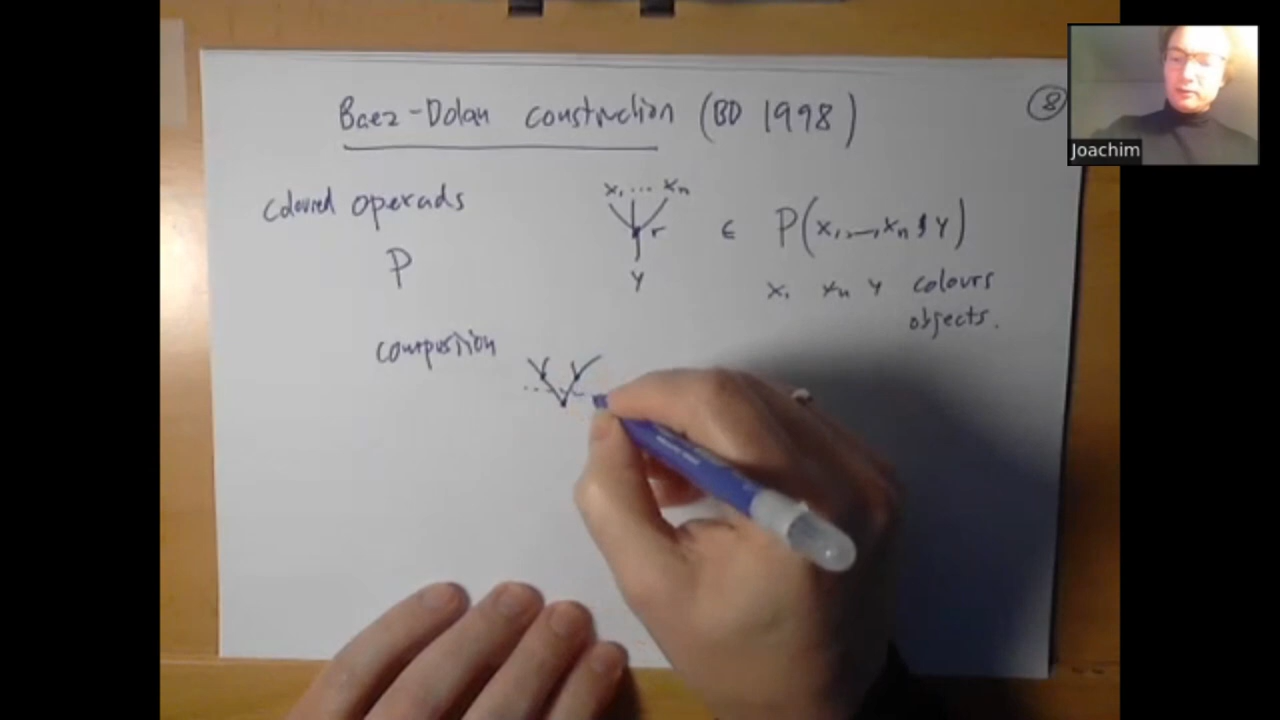 Baez-Dolan construction (BD 1998)
8
Joachim
coloured operads
x₁ ... xₙ
r
y
∈ P(x₁,...,xₙ; y)
P
x₁ xₙ y colours
objects.
composition